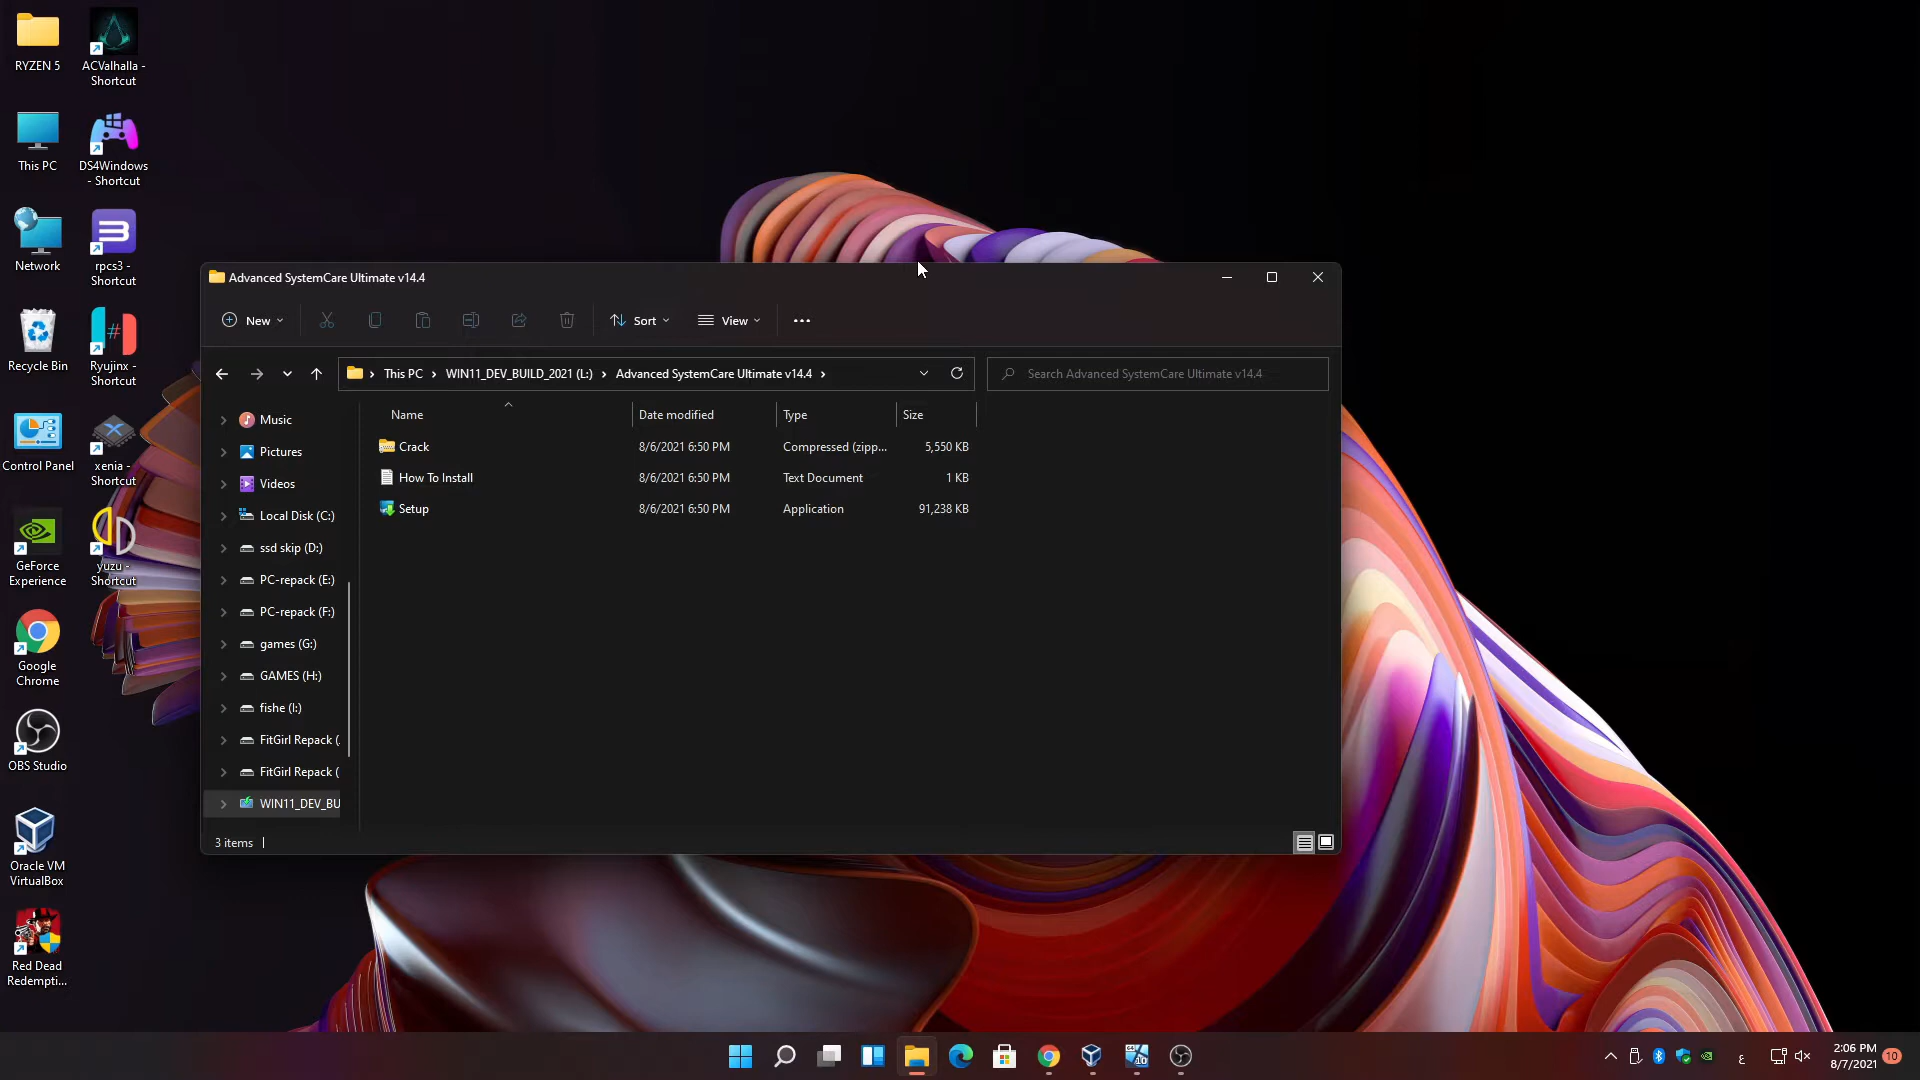 RYZEN 5
ACValhalla -
Shortcut
This PC
DS4Windows
- Shortcut
Network
rpcs3 -
Shortcut
Recycle Bin
Ryujinx -
Shortcut
Control Panel
xenia -
Shortcut
GeForce
Experience
yuzu -
Shortcut
Google
Chrome
OBS Studio
Oracle VM
VirtualBox
Red Dead
Redempti...
Advanced SystemCare Ultimate v14.4
New
Sort
View
This PC > WIN11_DEV_BUILD_2021 (L:) > Advanced SystemCare Ultimate v14.4 >
Search Advanced SystemCare Ultimate v14.4
Music
Pictures
Videos
Local Disk (C:)
ssd skip (D:)
PC-repack (E:)
PC-repack (F:)
games (G:)
GAMES (H:)
fishe (I:)
FitGirl Repack (
FitGirl Repack (
WIN11_DEV_BU
Name Date modified Type Size
Crack 8/6/2021 6:50 PM Compressed (zipp... 5,550 KB
How To Install 8/6/2021 6:50 PM Text Document 1 KB
Setup 8/6/2021 6:50 PM Application 91,238 KB
3 items
ع
2:06 PM
8/7/2021
10